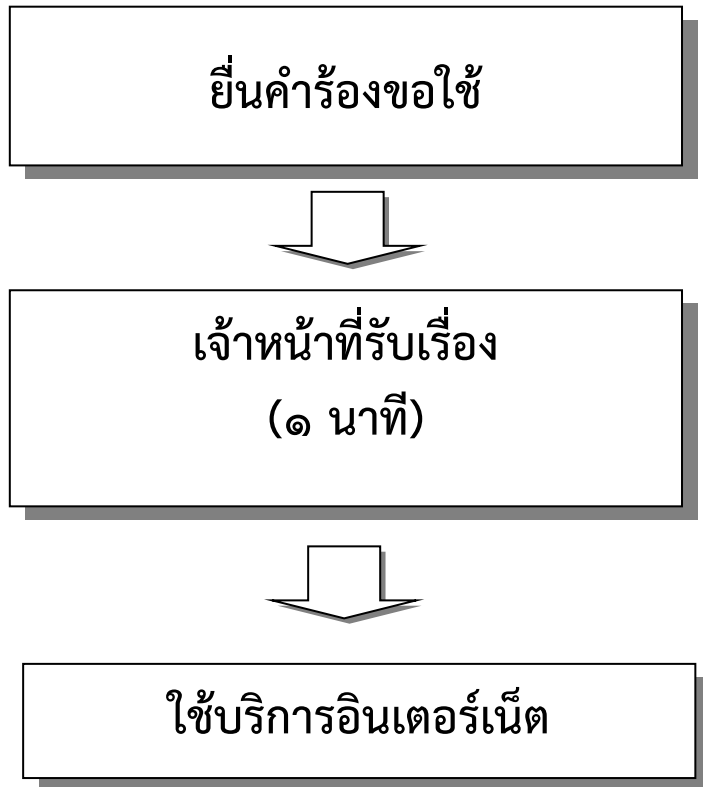 ยื่นคำร้องขอใช้
เจ้าหน้าที่รับเรื่อง
(๑ นาที)
ใช้บริการอินเตอร์เน็ต